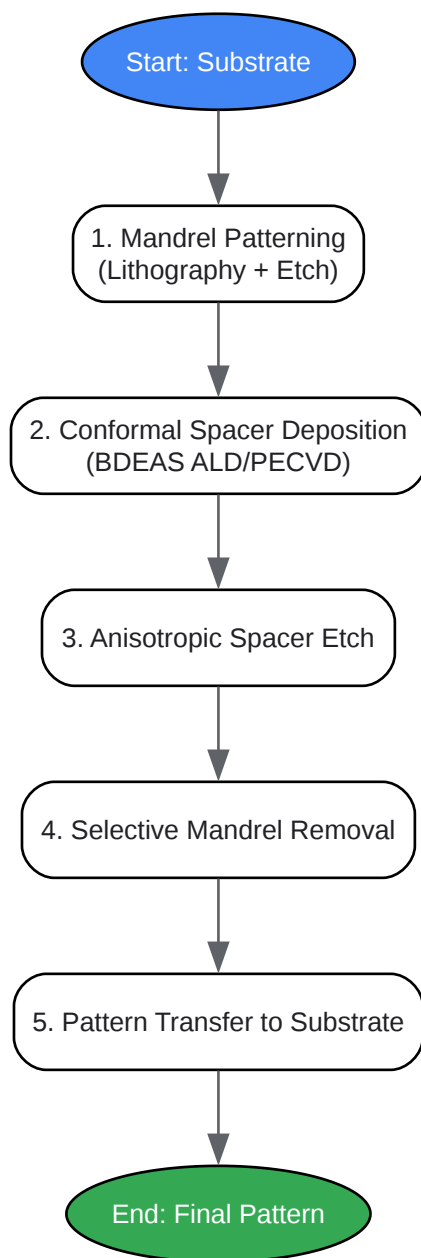 Start: Substrate
1. Mandrel Patterning
(Lithography + Etch)
2. Conformal Spacer Deposition
(BDEAS ALD/PECVD)
3. Anisotropic Spacer Etch
4. Selective Mandrel Removal
5. Pattern Transfer to Substrate
End: Final Pattern